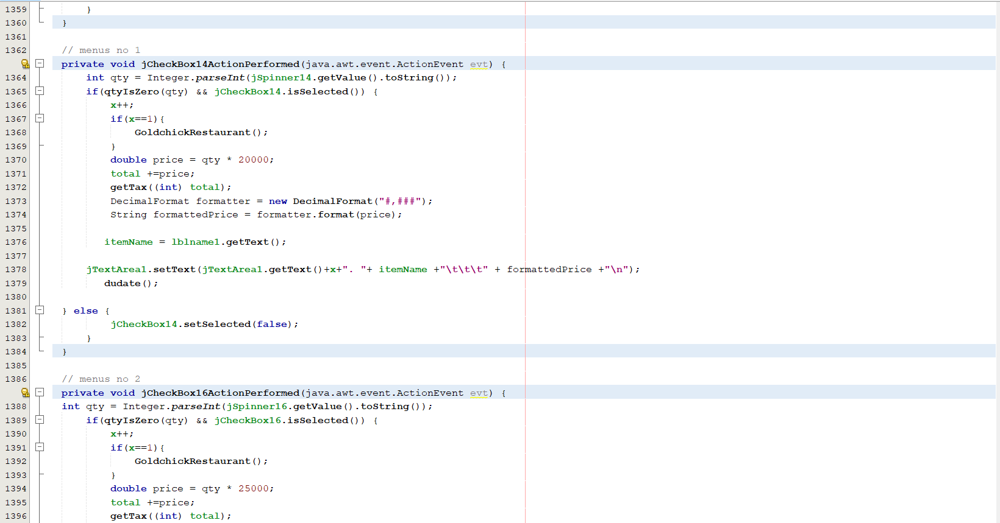 1359 }
1360 }
1361
1362 // menus no 1
private void jCheckBox14ActionPerformed(java.awt.event.ActionEvent evt) {
1364 int qty = Integer.parseInt(jSpinner14.getValue().toString());
1365 if(qtyIsZero(qty) && jCheckBox14.isSelected()) {
1366 x++;
1367 if(x==1){
1368 GoldchickRestaurant();
1369 }
1370 double price = qty * 20000;
1371 total +=price;
1372 getTax((int) total);
1373 DecimalFormat formatter = new DecimalFormat("#,###");
1374 String formattedPrice = formatter.format(price);
1375
1376 itemName = lblname1.getText();
1377
1378 jTextArea1.setText(jTextArea1.getText()+x+". "+ itemName +"\t\t\t" + formattedPrice +"\n");
1379 dudate();
1380
1381 } else {
1382 jCheckBox14.setSelected(false);
1383 }
1384 }
1385
1386 // menus no 2
private void jCheckBox16ActionPerformed(java.awt.event.ActionEvent evt) {
1388 int qty = Integer.parseInt(jSpinner16.getValue().toString());
1389 if(qtyIsZero(qty) && jCheckBox16.isSelected()) {
1390 x++;
1391 if(x==1){
1392 GoldchickRestaurant();
1393 }
1394 double price = qty * 25000;
1395 total +=price;
1396 getTax((int) total);